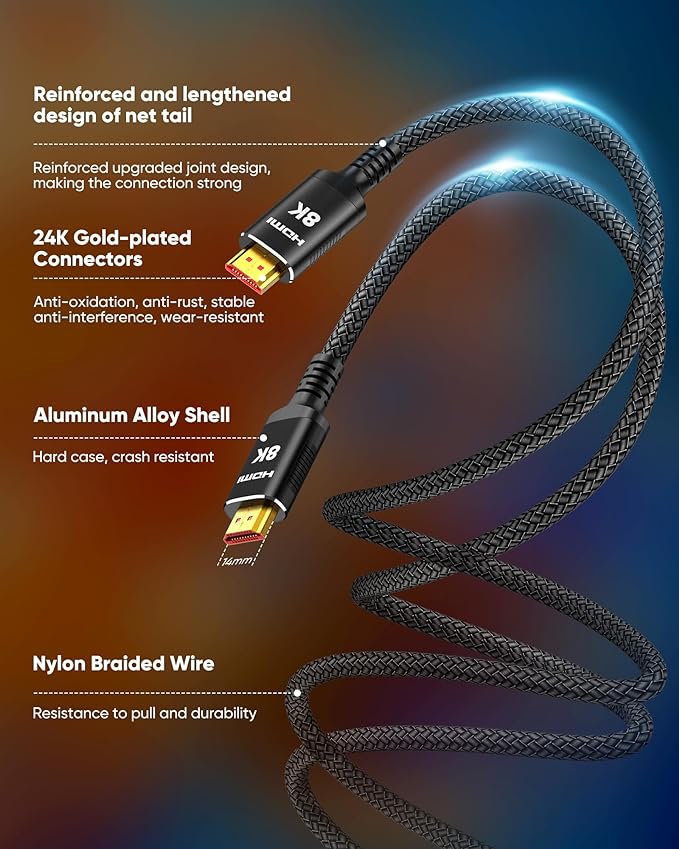 Reinforced and lengthened
design of net tail
Reinforced upgraded joint design,
making the connection strong
8K
HDMI
24K Gold-plated
Connectors
Anti-oxidation, anti-rust, stable
anti-interference, wear-resistant
Aluminum Alloy Shell
Hard case, crash resistant
8K
HDMI
14mm
Nylon Braided Wire
Resistance to pull and durability